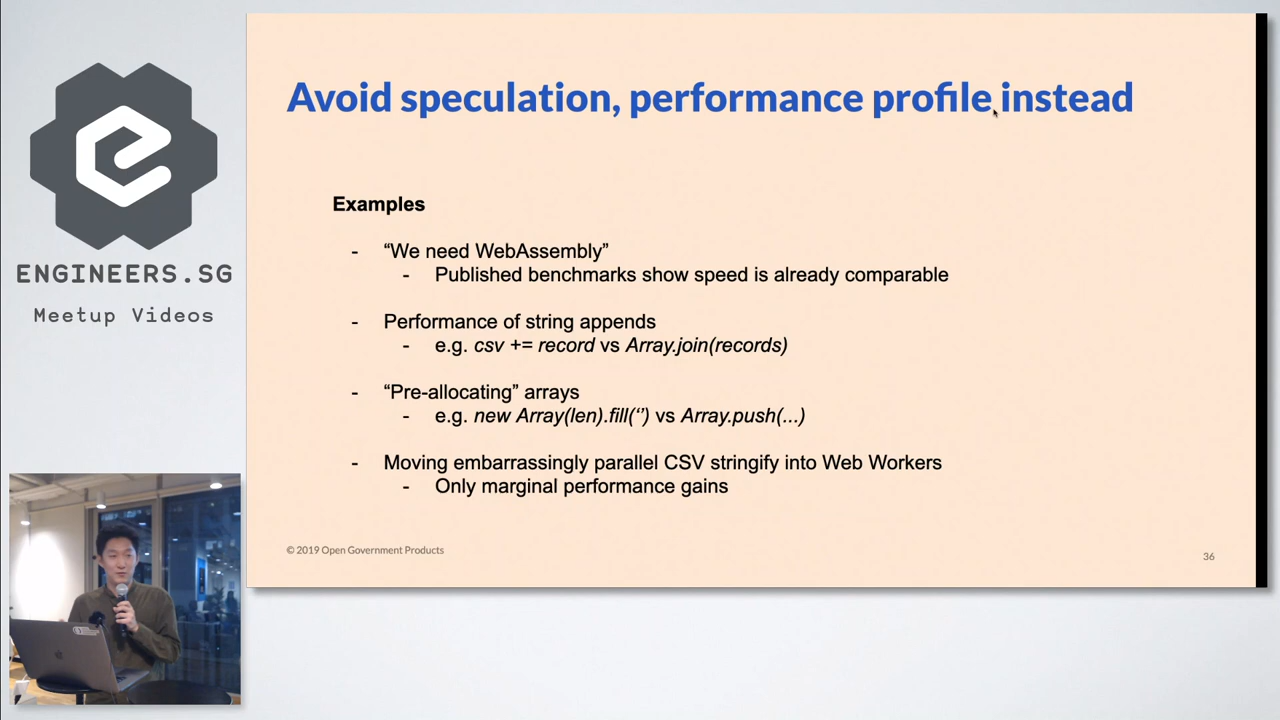 ENGINEERS.SG
Meetup Videos
Avoid speculation, performance profile instead
Examples
- “We need WebAssembly”
- Published benchmarks show speed is already comparable
- Performance of string appends
- e.g. csv += record vs Array.join(records)
- “Pre-allocating” arrays
- e.g. new Array(len).fill(‘’) vs Array.push(...)
- Moving embarrassingly parallel CSV stringify into Web Workers
- Only marginal performance gains
© 2019 Open Government Products
36